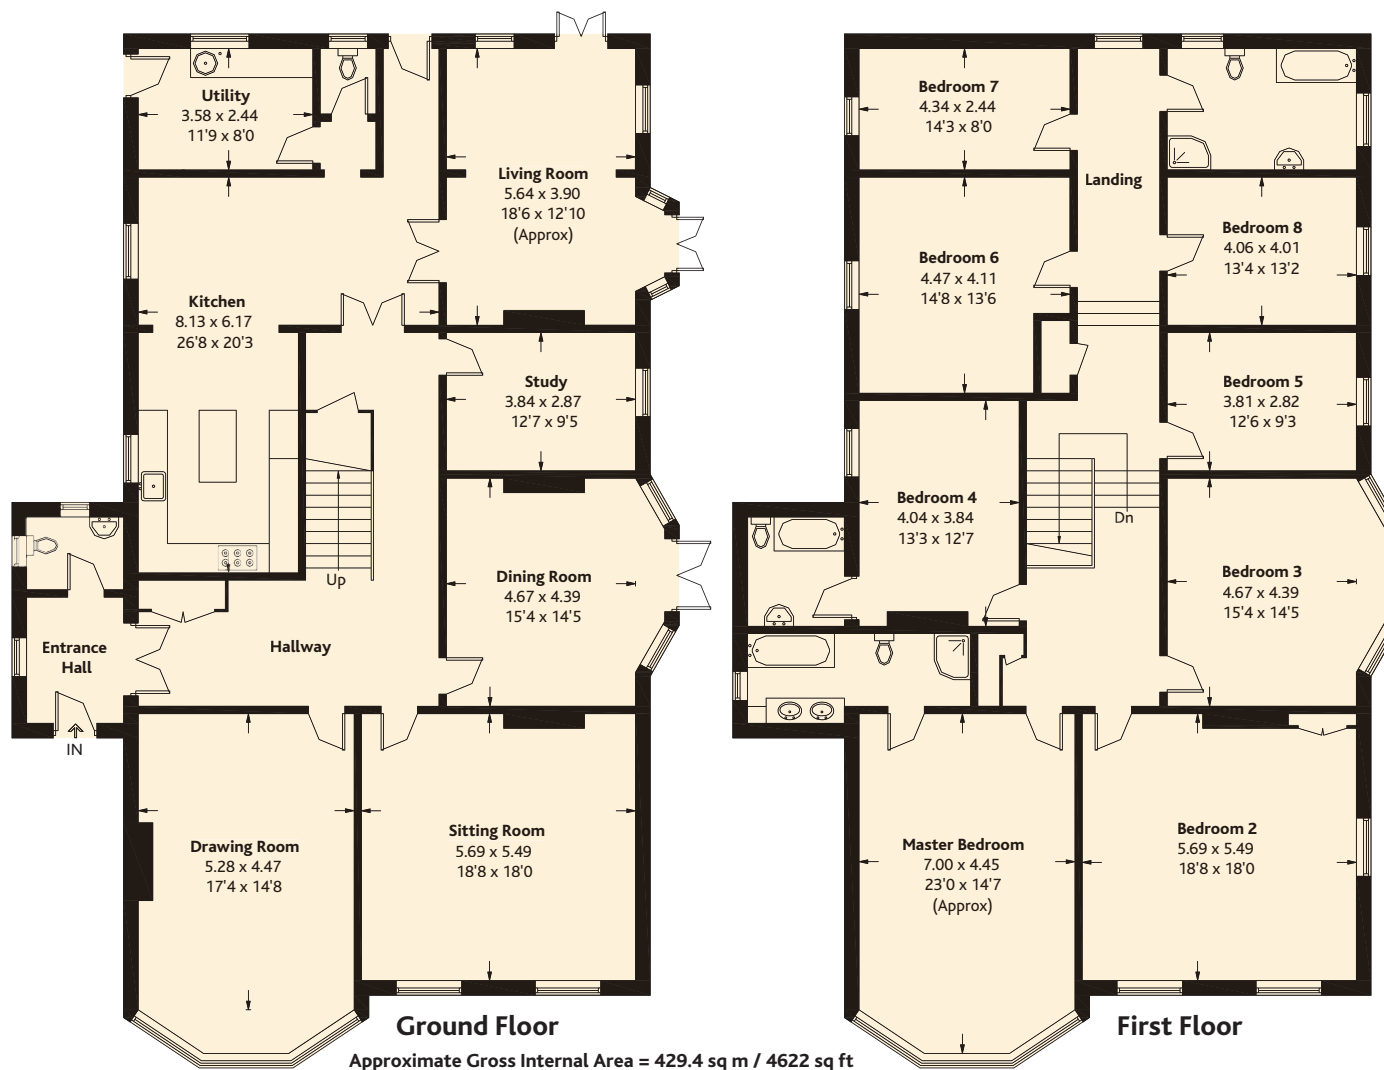 Utility
3.58 x 2.44
11'9 x 8'0
Living Room
5.64 x 3.90
18'6 x 12'10
(Approx)
Kitchen
8.13 x 6.17
26'8 x 20'3
Study
3.84 x 2.87
12'7 x 9'5
Up
Dining Room
4.67 x 4.39
15'4 x 14'5
Entrance
Hall
Hallway
IN
Drawing Room
5.28 x 4.47
17'4 x 14'8
Sitting Room
5.69 x 5.49
18'8 x 18'0
Ground Floor
Bedroom 7
4.34 x 2.44
14'3 x 8'0
Landing
Bedroom 8
4.06 x 4.01
13'4 x 13'2
Bedroom 6
4.47 x 4.11
14'8 x 13'6
Bedroom 5
3.81 x 2.82
12'6 x 9'3
Bedroom 4
4.04 x 3.84
13'3 x 12'7
Dn
Bedroom 3
4.67 x 4.39
15'4 x 14'5
Master Bedroom
7.00 x 4.45
23'0 x 14'7
(Approx)
Bedroom 2
5.69 x 5.49
18'8 x 18'0
First Floor
Approximate Gross Internal Area = 429.4 sq m / 4622 sq ft